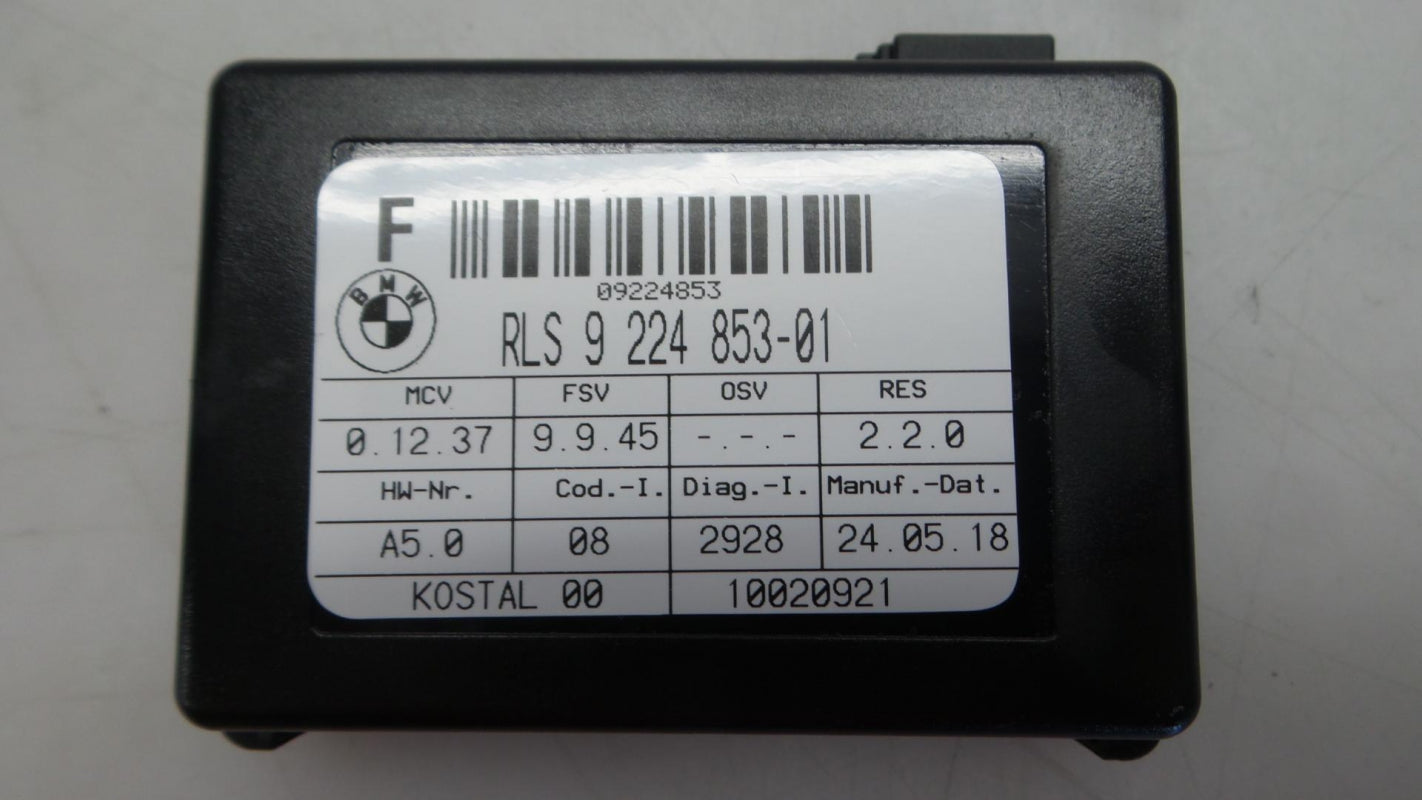 F
09224853
BMW
RLS 9 224 853-01
MCV FSV OSV RES
0.12.37 9.9.45 -.-.- 2.2.0
HW-Nr. Cod.-I. Diag.-I. Manuf.-Dat.
A5.0 08 2928 24.05.18
KOSTAL 00 10020921